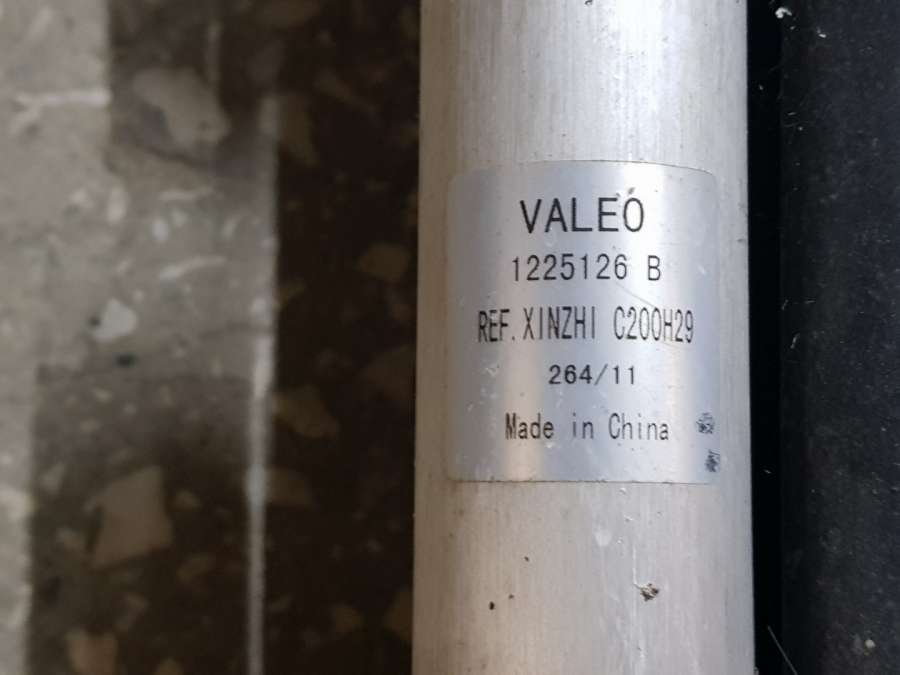 VALEO
1225126 B
REF.XINZHI C200H29
264/11
Made in China